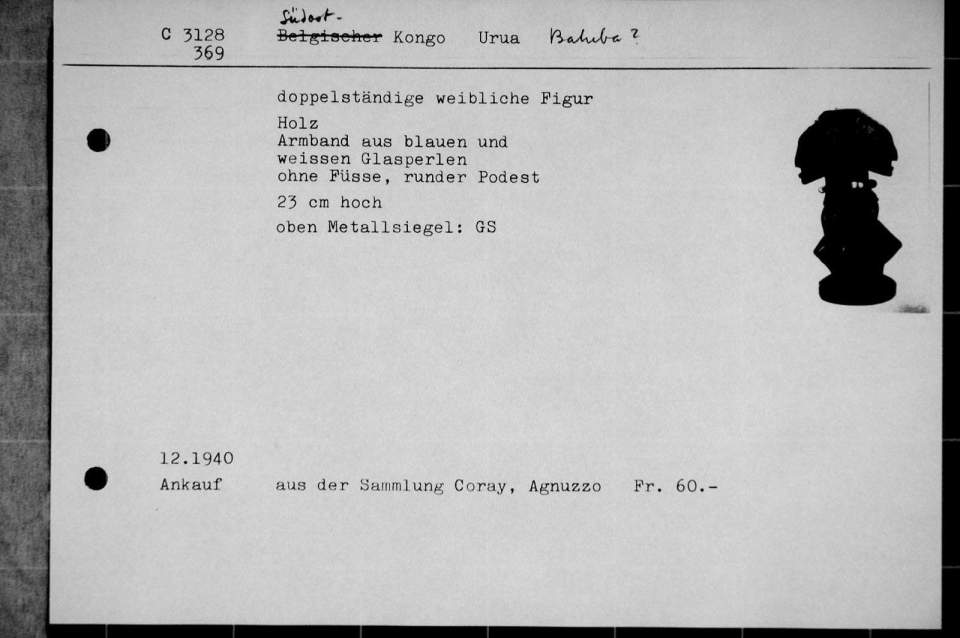 Südost-
C 3128 Belgischer Kongo Urua Baluba?
369
doppelständige weibliche Figur
Holz
Armband aus blauen und
weissen Glasperlen
ohne Füsse, runder Podest
23 cm hoch
oben Metallsiegel: GS
12.1940
Ankauf aus der Sammlung Coray, Agnuzzo Fr. 60.-